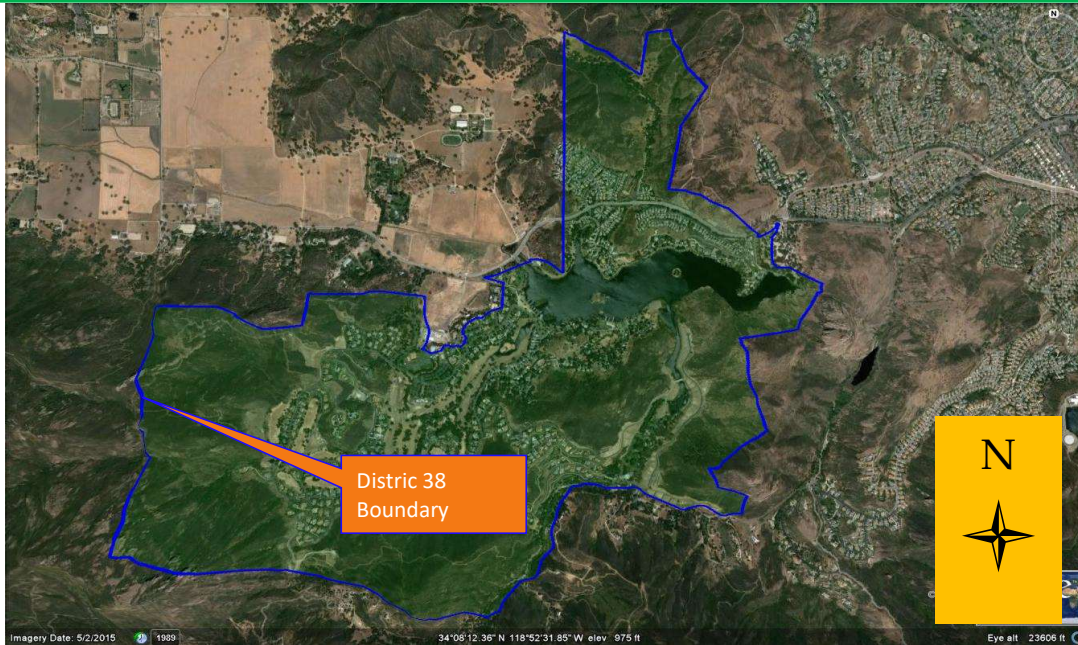 N
Distric 38
Boundary
N
Imagery Date: 5/2/2015 1989 34°08'12.36" N 118°52'31.85" W elev 975 ft Eye alt 23606 ft